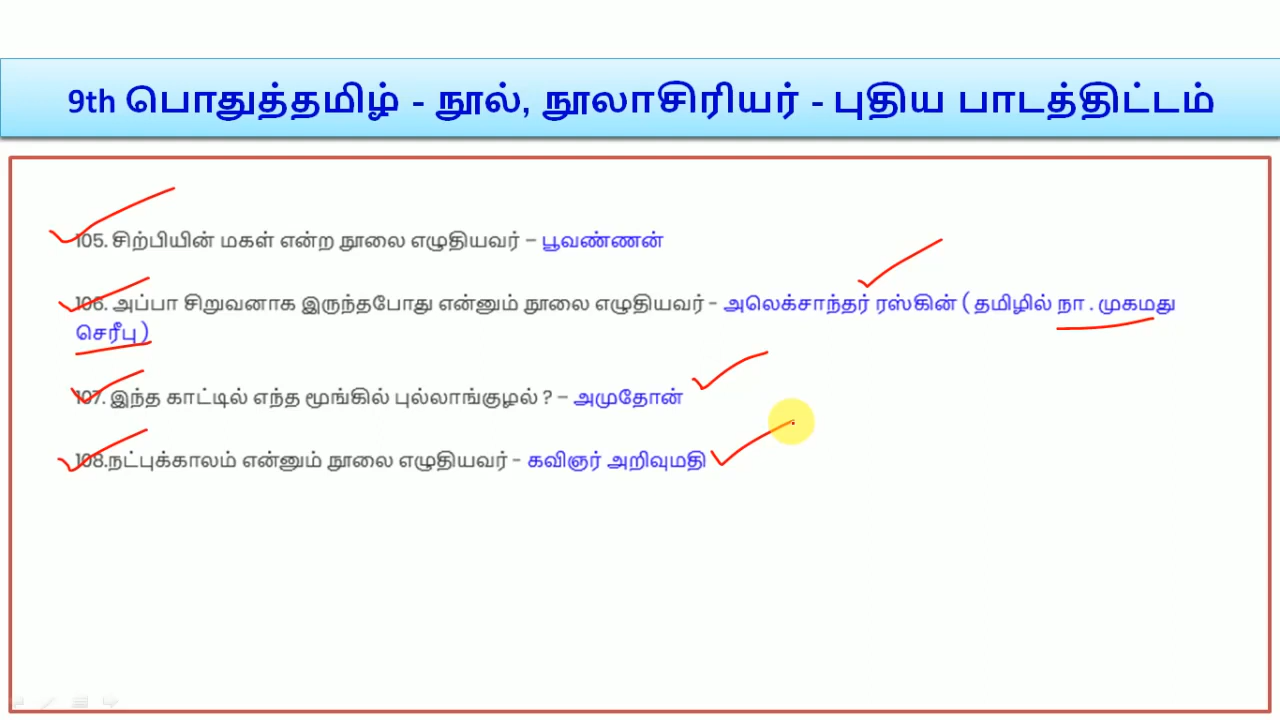 9th பொதுத்தமிழ் - நூல், நூலாசிரியர் - புதிய பாடத்திட்டம்
105. சிற்பியின் மகள் என்ற நூலை எழுதியவர் – பூவண்ணன்
106. அப்பா சிறுவனாக இருந்தபோது என்னும் நூலை எழுதியவர் - அலெக்சாந்தர் ரஸ்கின் ( தமிழில் நா . முகமது
செரீபு )
107. இந்த காட்டில் எந்த மூங்கில் புல்லாங்குழல் ? – அமுதோன்
108.நட்புக்காலம் என்னும் நூலை எழுதியவர் - கவிஞர் அறிவுமதி